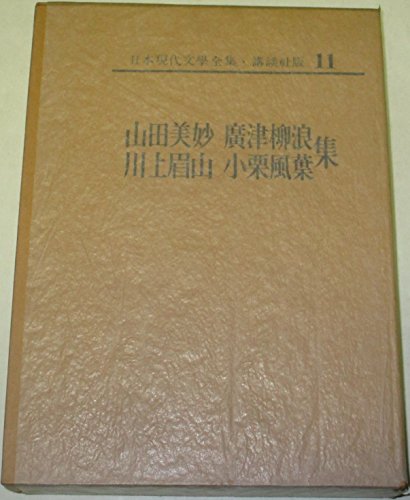 日本現代文學全集・講談社版 11
山田美妙 廣津柳浪
川上眉山 小栗風葉 集